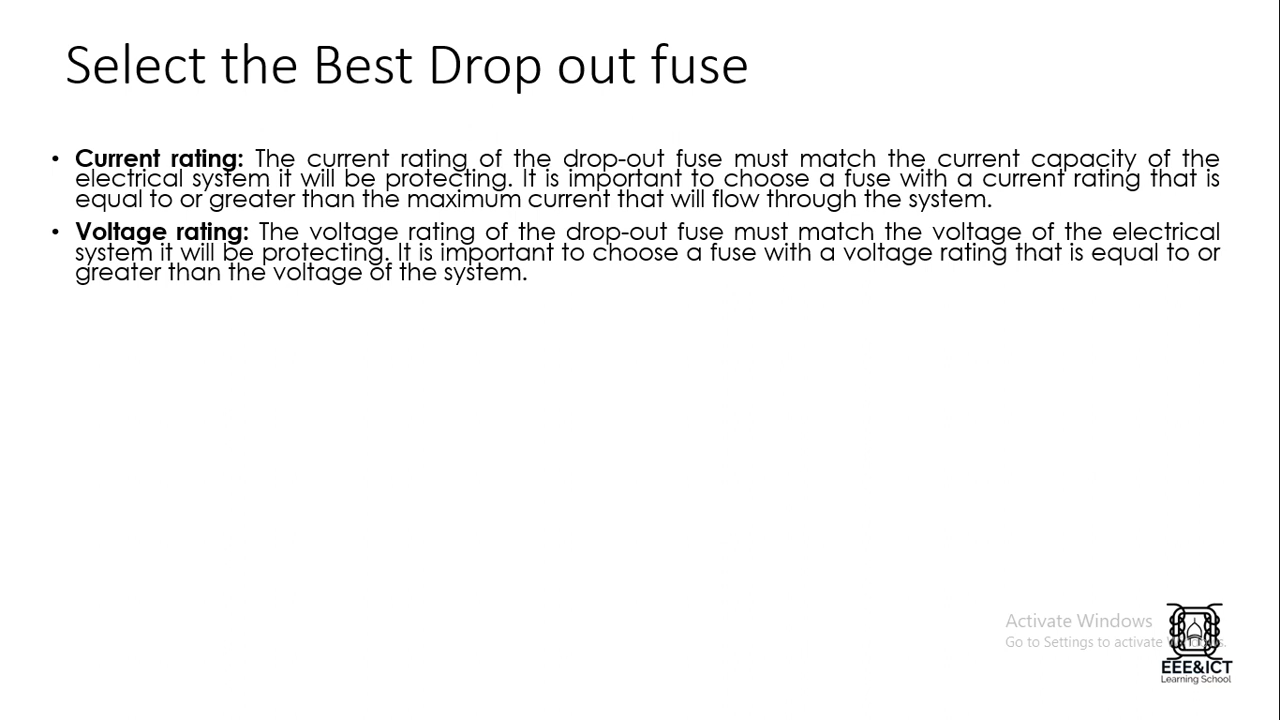 Select the Best Drop out fuse
• Current rating: The current rating of the drop-out fuse must match the current capacity of the
electrical system it will be protecting. It is important to choose a fuse with a current rating that is
equal to or greater than the maximum current that will flow through the system.
• Voltage rating: The voltage rating of the drop-out fuse must match the voltage of the electrical
system it will be protecting. It is important to choose a fuse with a voltage rating that is equal to or
greater than the voltage of the system.
Activate Windows
Go to Settings to activate Windows.
EEE&ICT
Learning School